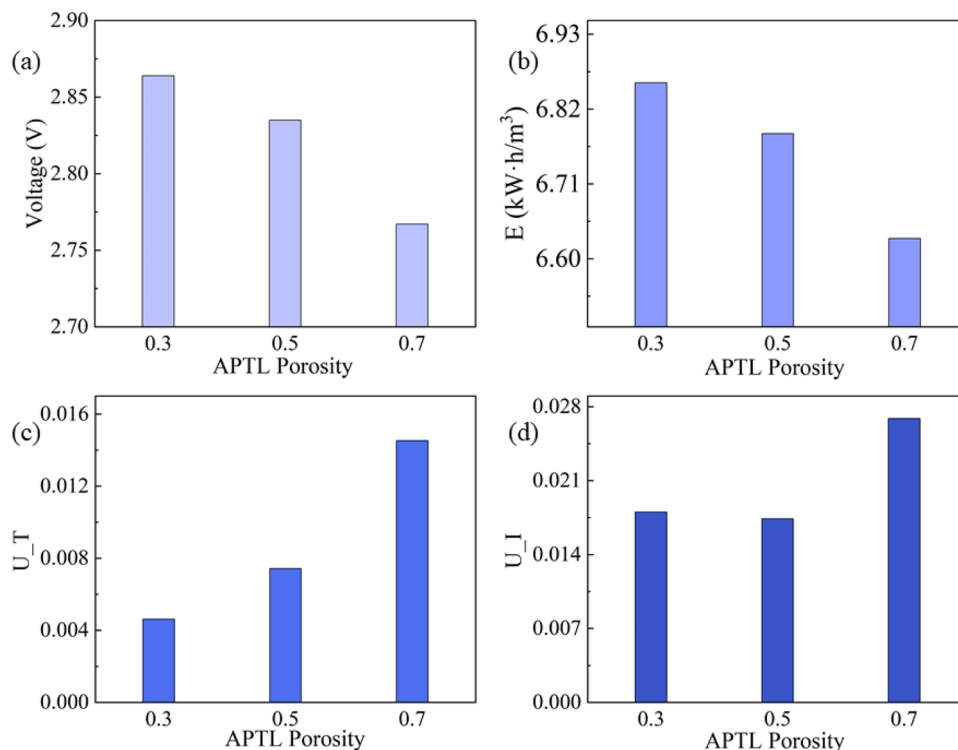 (a)
Voltage (V)
2.90
2.85
2.80
2.75
2.70
0.3 0.5 0.7
APTL Porosity
(b)
E (kW·h/m³)
6.93
6.82
6.71
6.60
0.3 0.5 0.7
APTL Porosity
(c)
U_T
0.016
0.012
0.008
0.004
0.000
0.3 0.5 0.7
APTL Porosity
(d)
U_I
0.028
0.021
0.014
0.007
0.000
0.3 0.5 0.7
APTL Porosity